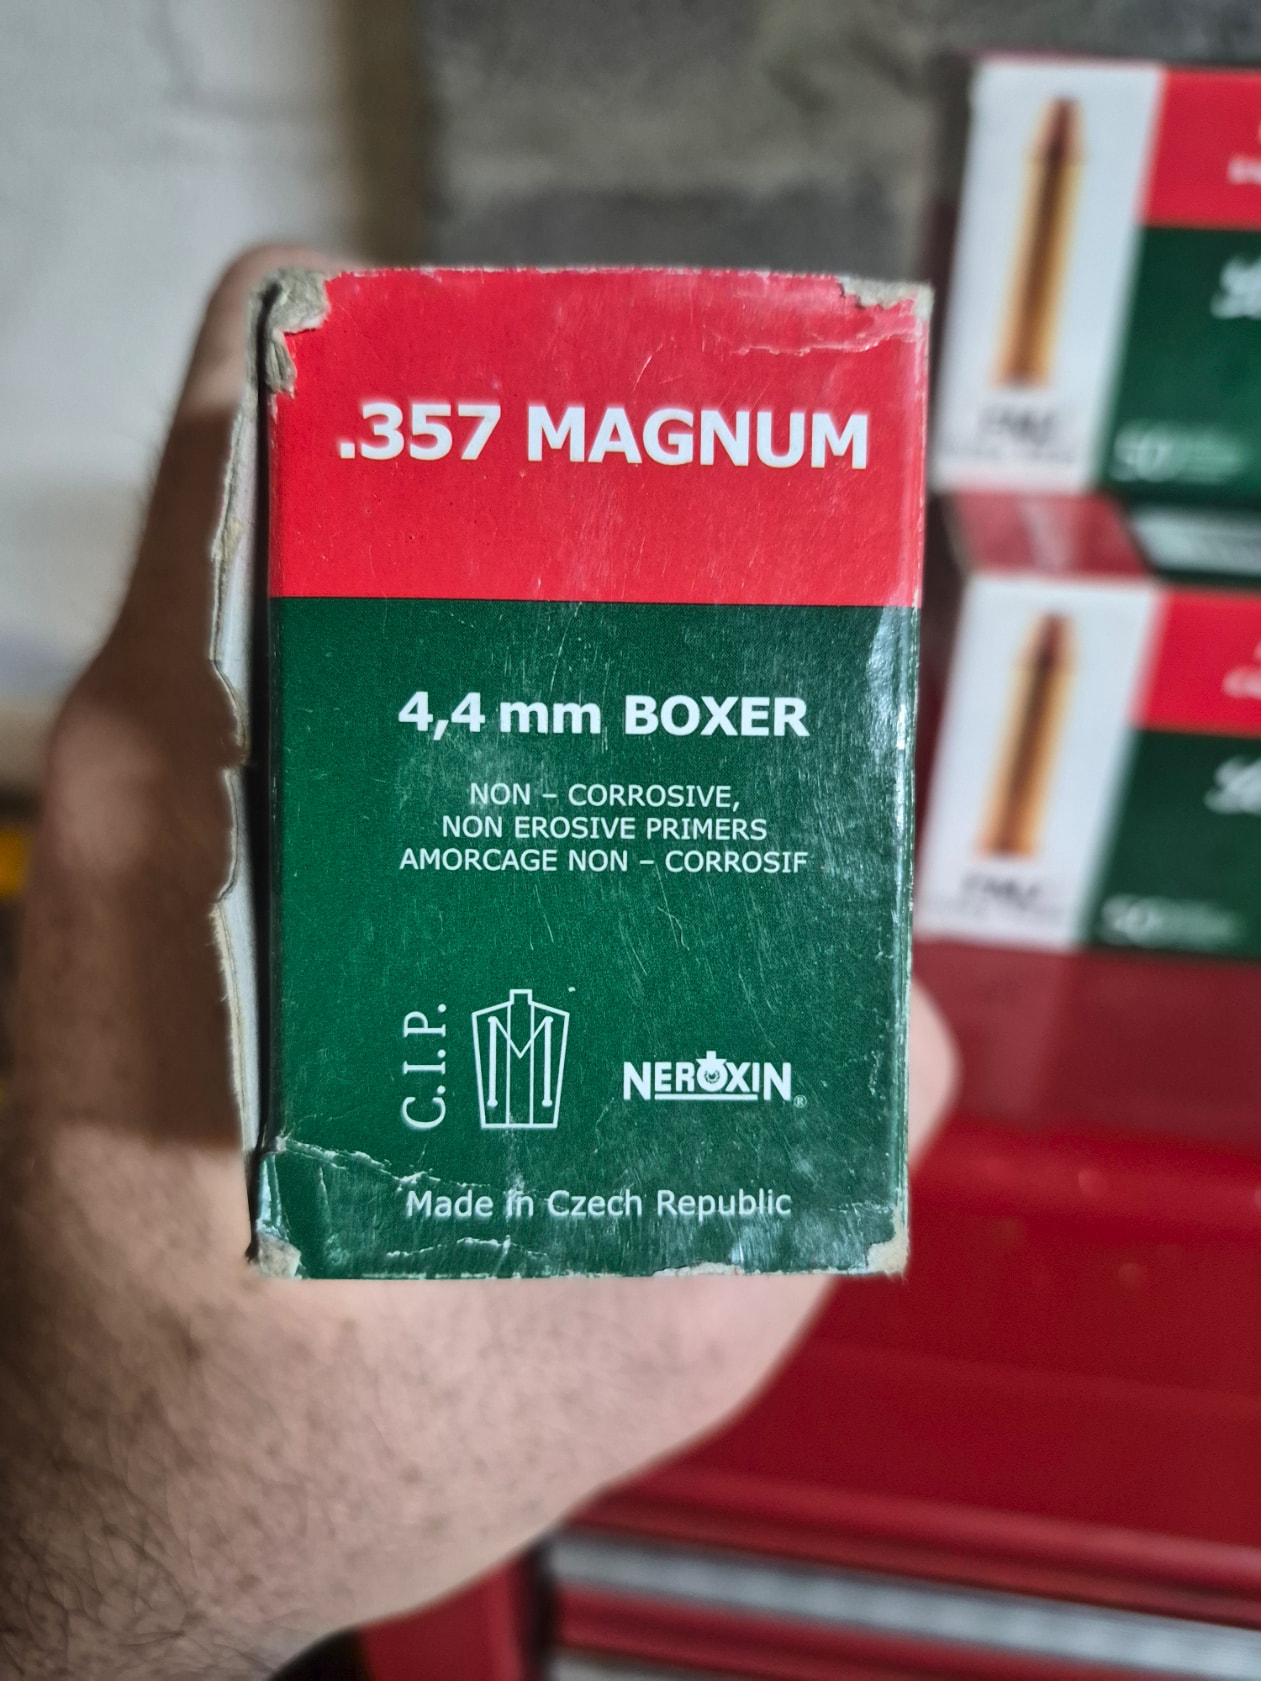 .357 MAGNUM
4,4 mm BOXER
NON – CORROSIVE,
NON EROSIVE PRIMERS
AMORCAGE NON – CORROSIF
C.I.P.
NEROXIN®
Made in Czech Republic